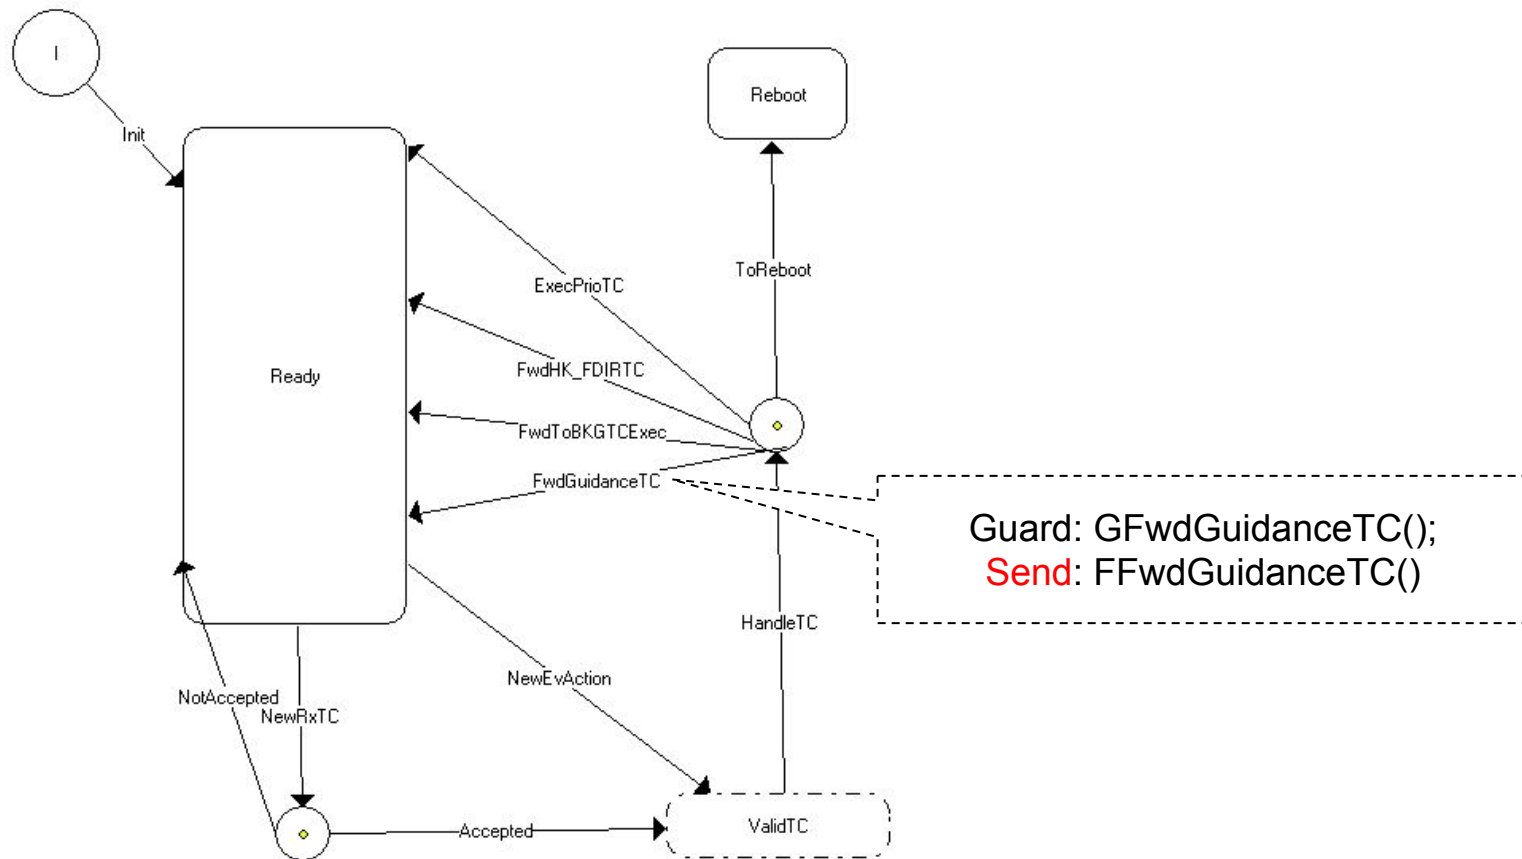 I
Init
Reboot
ToReboot
ExecPrioTC
FwdHK_FDIRTC
Ready
FwdToBKGTCExec
FwdGuidanceTC
Guard: GFwdGuidanceTC();
Send: FFwdGuidanceTC()
HandleTC
NewEvAction
NotAccepted
NewRxTC
Accepted
ValidTC